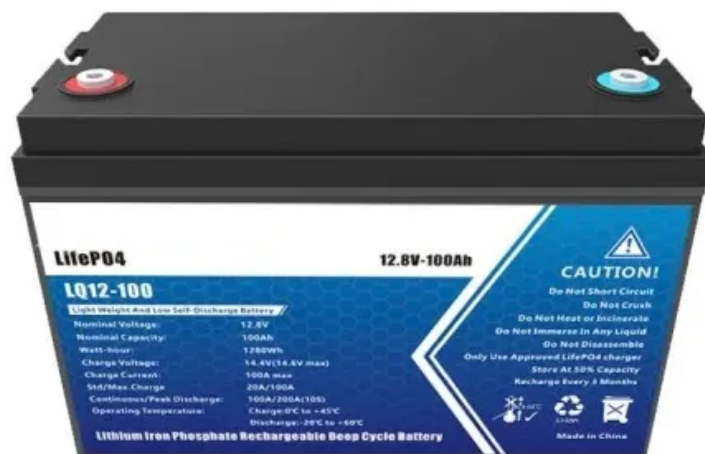 LifePO4
12.8V-100Ah
LQ12-100
Light Weight And Low Self-Discharge Battery
Nominal Voltage: 12.8V
Nominal Capacity: 100Ah
Watt-hour: 1280Wh
Charge Voltage: 14.4V(14.6V max)
Charge Current: 100A max
Std/Max.Charge 20A/100A
Continuous/Peak Discharge: 100A/200A(10S)
Operating Temperature: Charge:0℃ to +45℃
Discharge:-20℃ to +60℃
Lithium Iron Phosphate Rechargeable Deep Cycle Battery
CAUTION!
Do Not Short Circuit
Do Not Crush
Do Not Heat or Incinerate
Do Not Immerse In Any Liquid
Do Not Disassemble
Only Use Approved LifePO4 charger
Store At 50% Capacity
Recharge Every 3 Months
Li-ion
Made in China